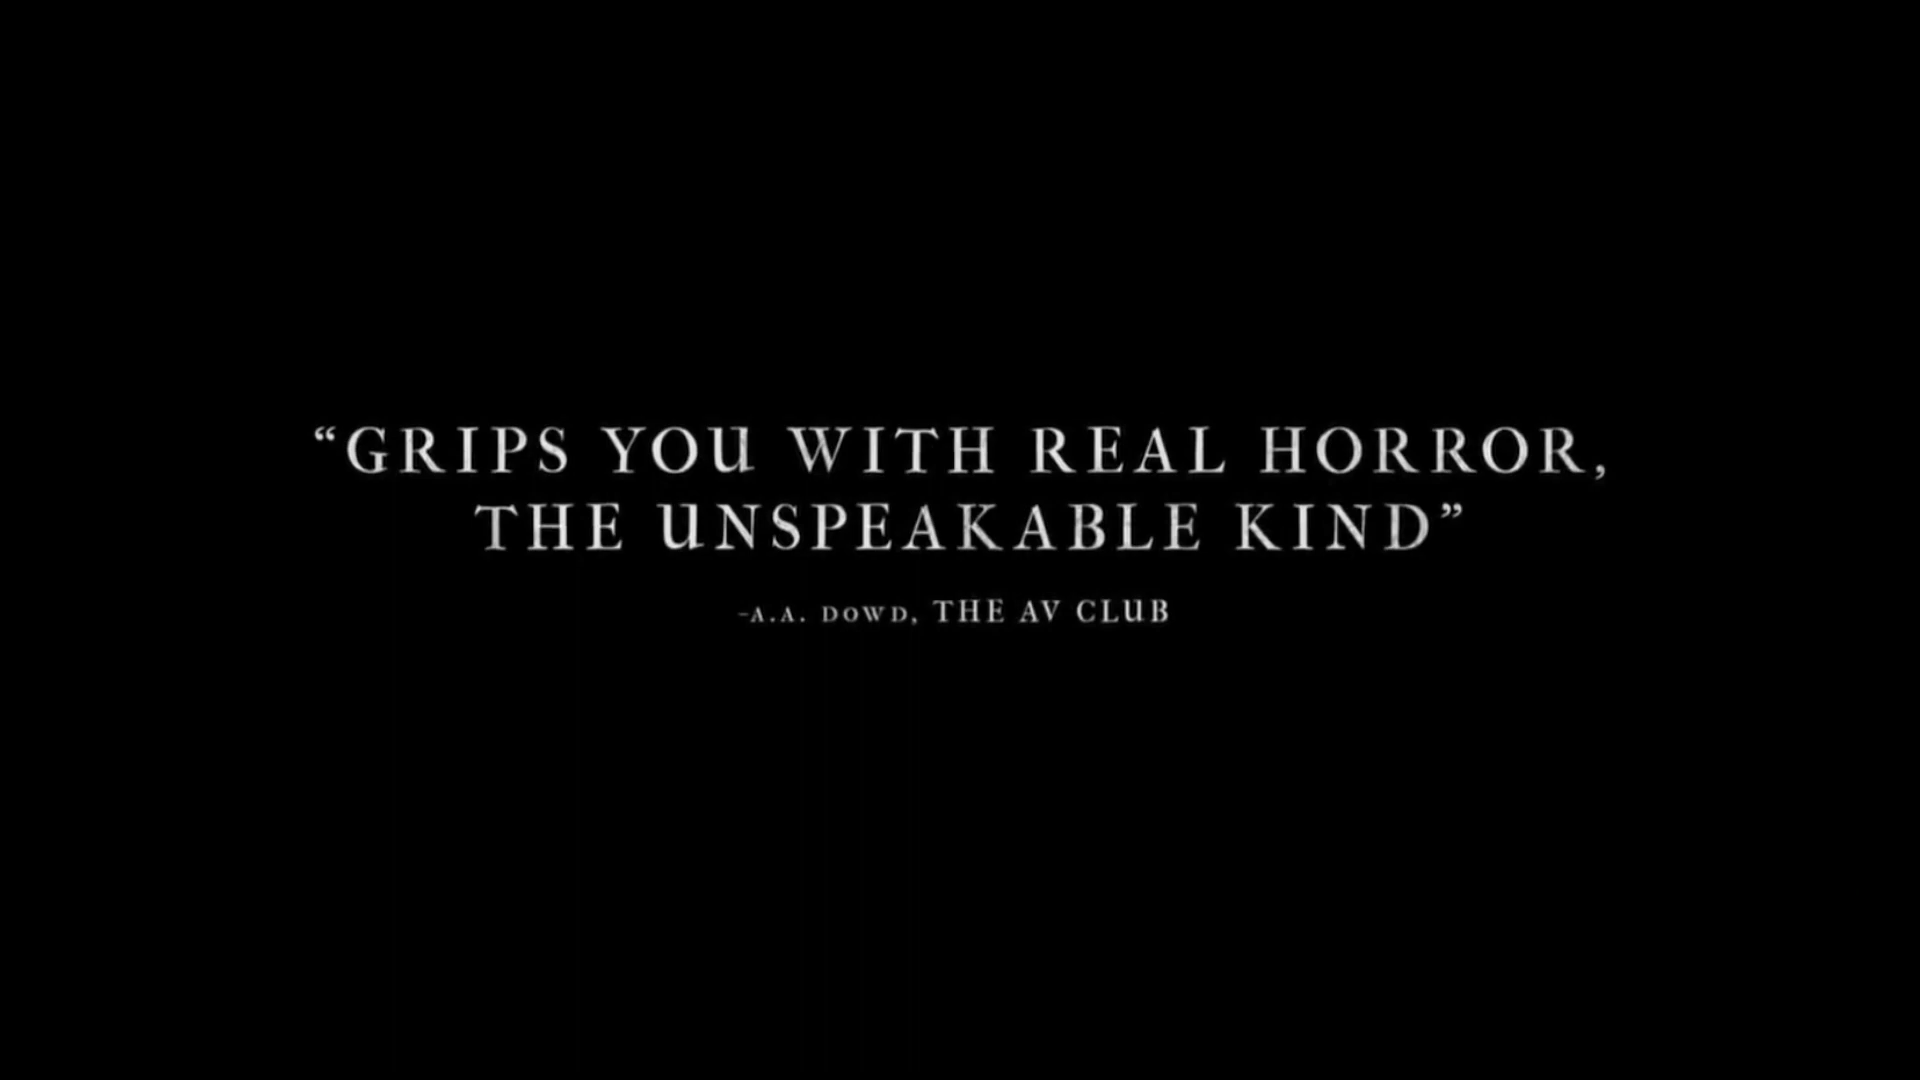 “GRIPS YOU WITH REAL HORROR,
THE UNSPEAKABLE KIND”
–A.A. DOWD, THE AV CLUB